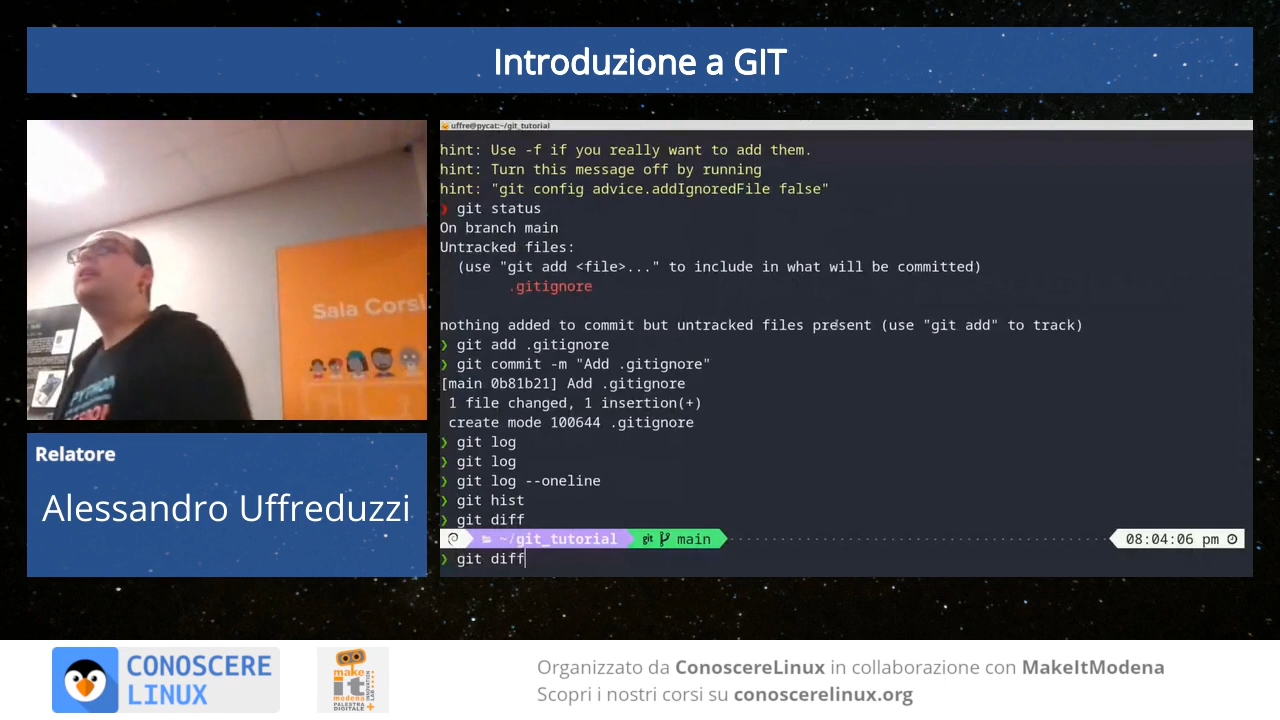 Introduzione a GIT
Sala Corsi
Relatore
Alessandro Uffreduzzi
uffre@pycat:~/git_tutorial
hint: Use -f if you really want to add them.
hint: Turn this message off by running
hint: "git config advice.addIgnoredFile false"
❯ git status
On branch main
Untracked files:
(use "git add <file>..." to include in what will be committed)
.gitignore
nothing added to commit but untracked files present (use "git add" to track)
❯ git add .gitignore
❯ git commit -m "Add .gitignore"
[main 0b81b21] Add .gitignore
1 file changed, 1 insertion(+)
create mode 100644 .gitignore
❯ git log
❯ git log
❯ git log --oneline
❯ git hist
❯ git diff
~/git_tutorial git main 08:04:06 pm
❯ git diff
CONOSCERE
LINUX
make
it
modena
PALESTRA
DIGITALE
INNOVATION
LAB
Organizzato da ConoscereLinux in collaborazione con MakeItModena
Scopri i nostri corsi su conoscerelinux.org